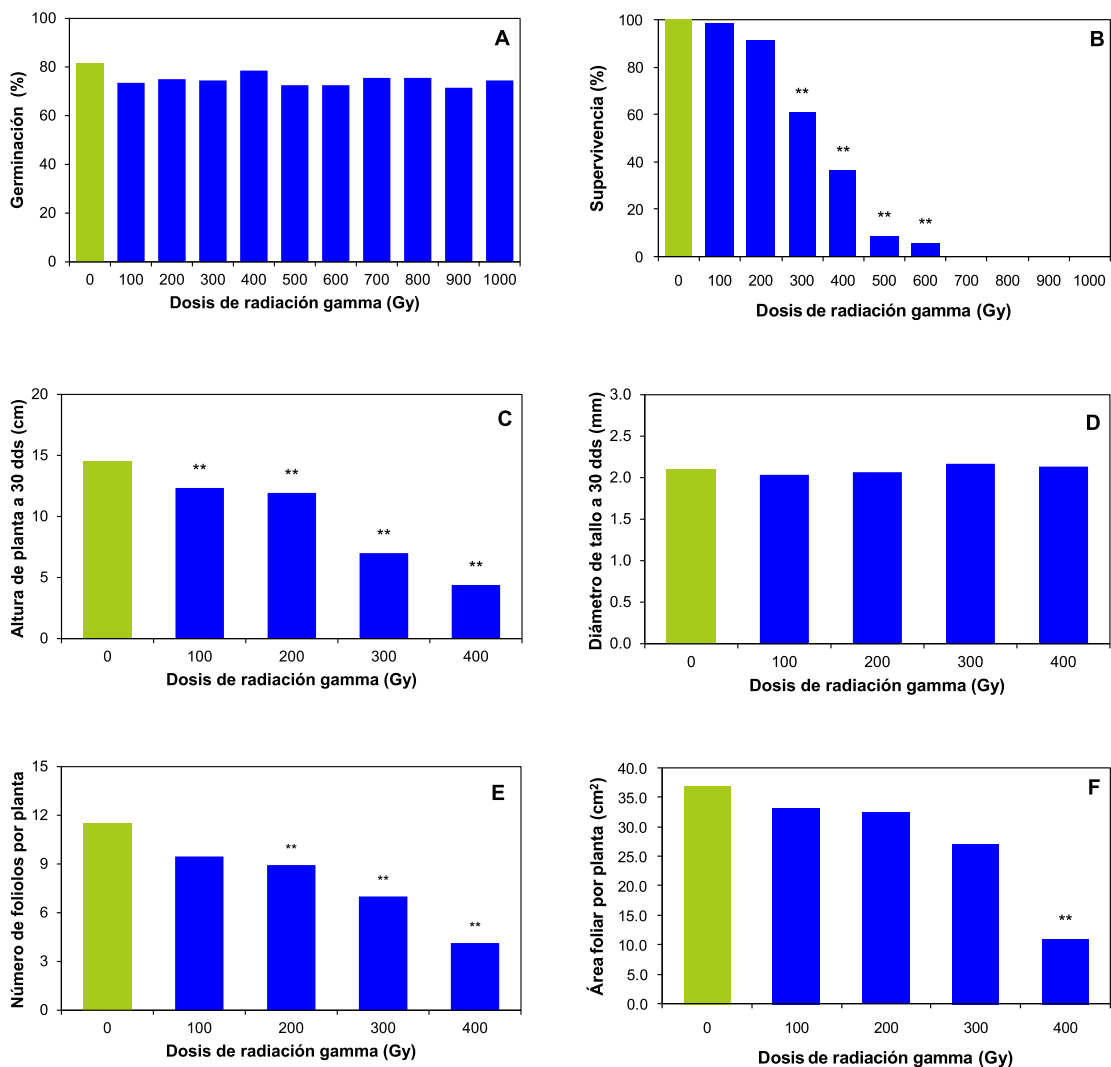 A
Germinación (%)
100
80
60
40
20
0
0 100 200 300 400 500 600 700 800 900 1000
Dosis de radiación gamma (Gy)
B
Supervivencia (%)
100
80
60
40
20
0
**
**
**
**
0 100 200 300 400 500 600 700 800 900 1000
Dosis de radiación gamma (Gy)
C
Altura de planta a 30 dds (cm)
20
15
10
5
0
**
**
**
**
0 100 200 300 400
Dosis de radiación gamma (Gy)
D
Diámetro de tallo a 30 dds (mm)
3.0
2.5
2.0
1.5
1.0
0.5
0.0
0 100 200 300 400
Dosis de radiación gamma (Gy)
E
Número de foliolos por planta
15
12
9
6
3
0
**
**
**
0 100 200 300 400
Dosis de radiación gamma (Gy)
F
Área foliar por planta (cm²)
40.0
35.0
30.0
25.0
20.0
15.0
10.0
5.0
0.0
**
0 100 200 300 400
Dosis de radiación gamma (Gy)